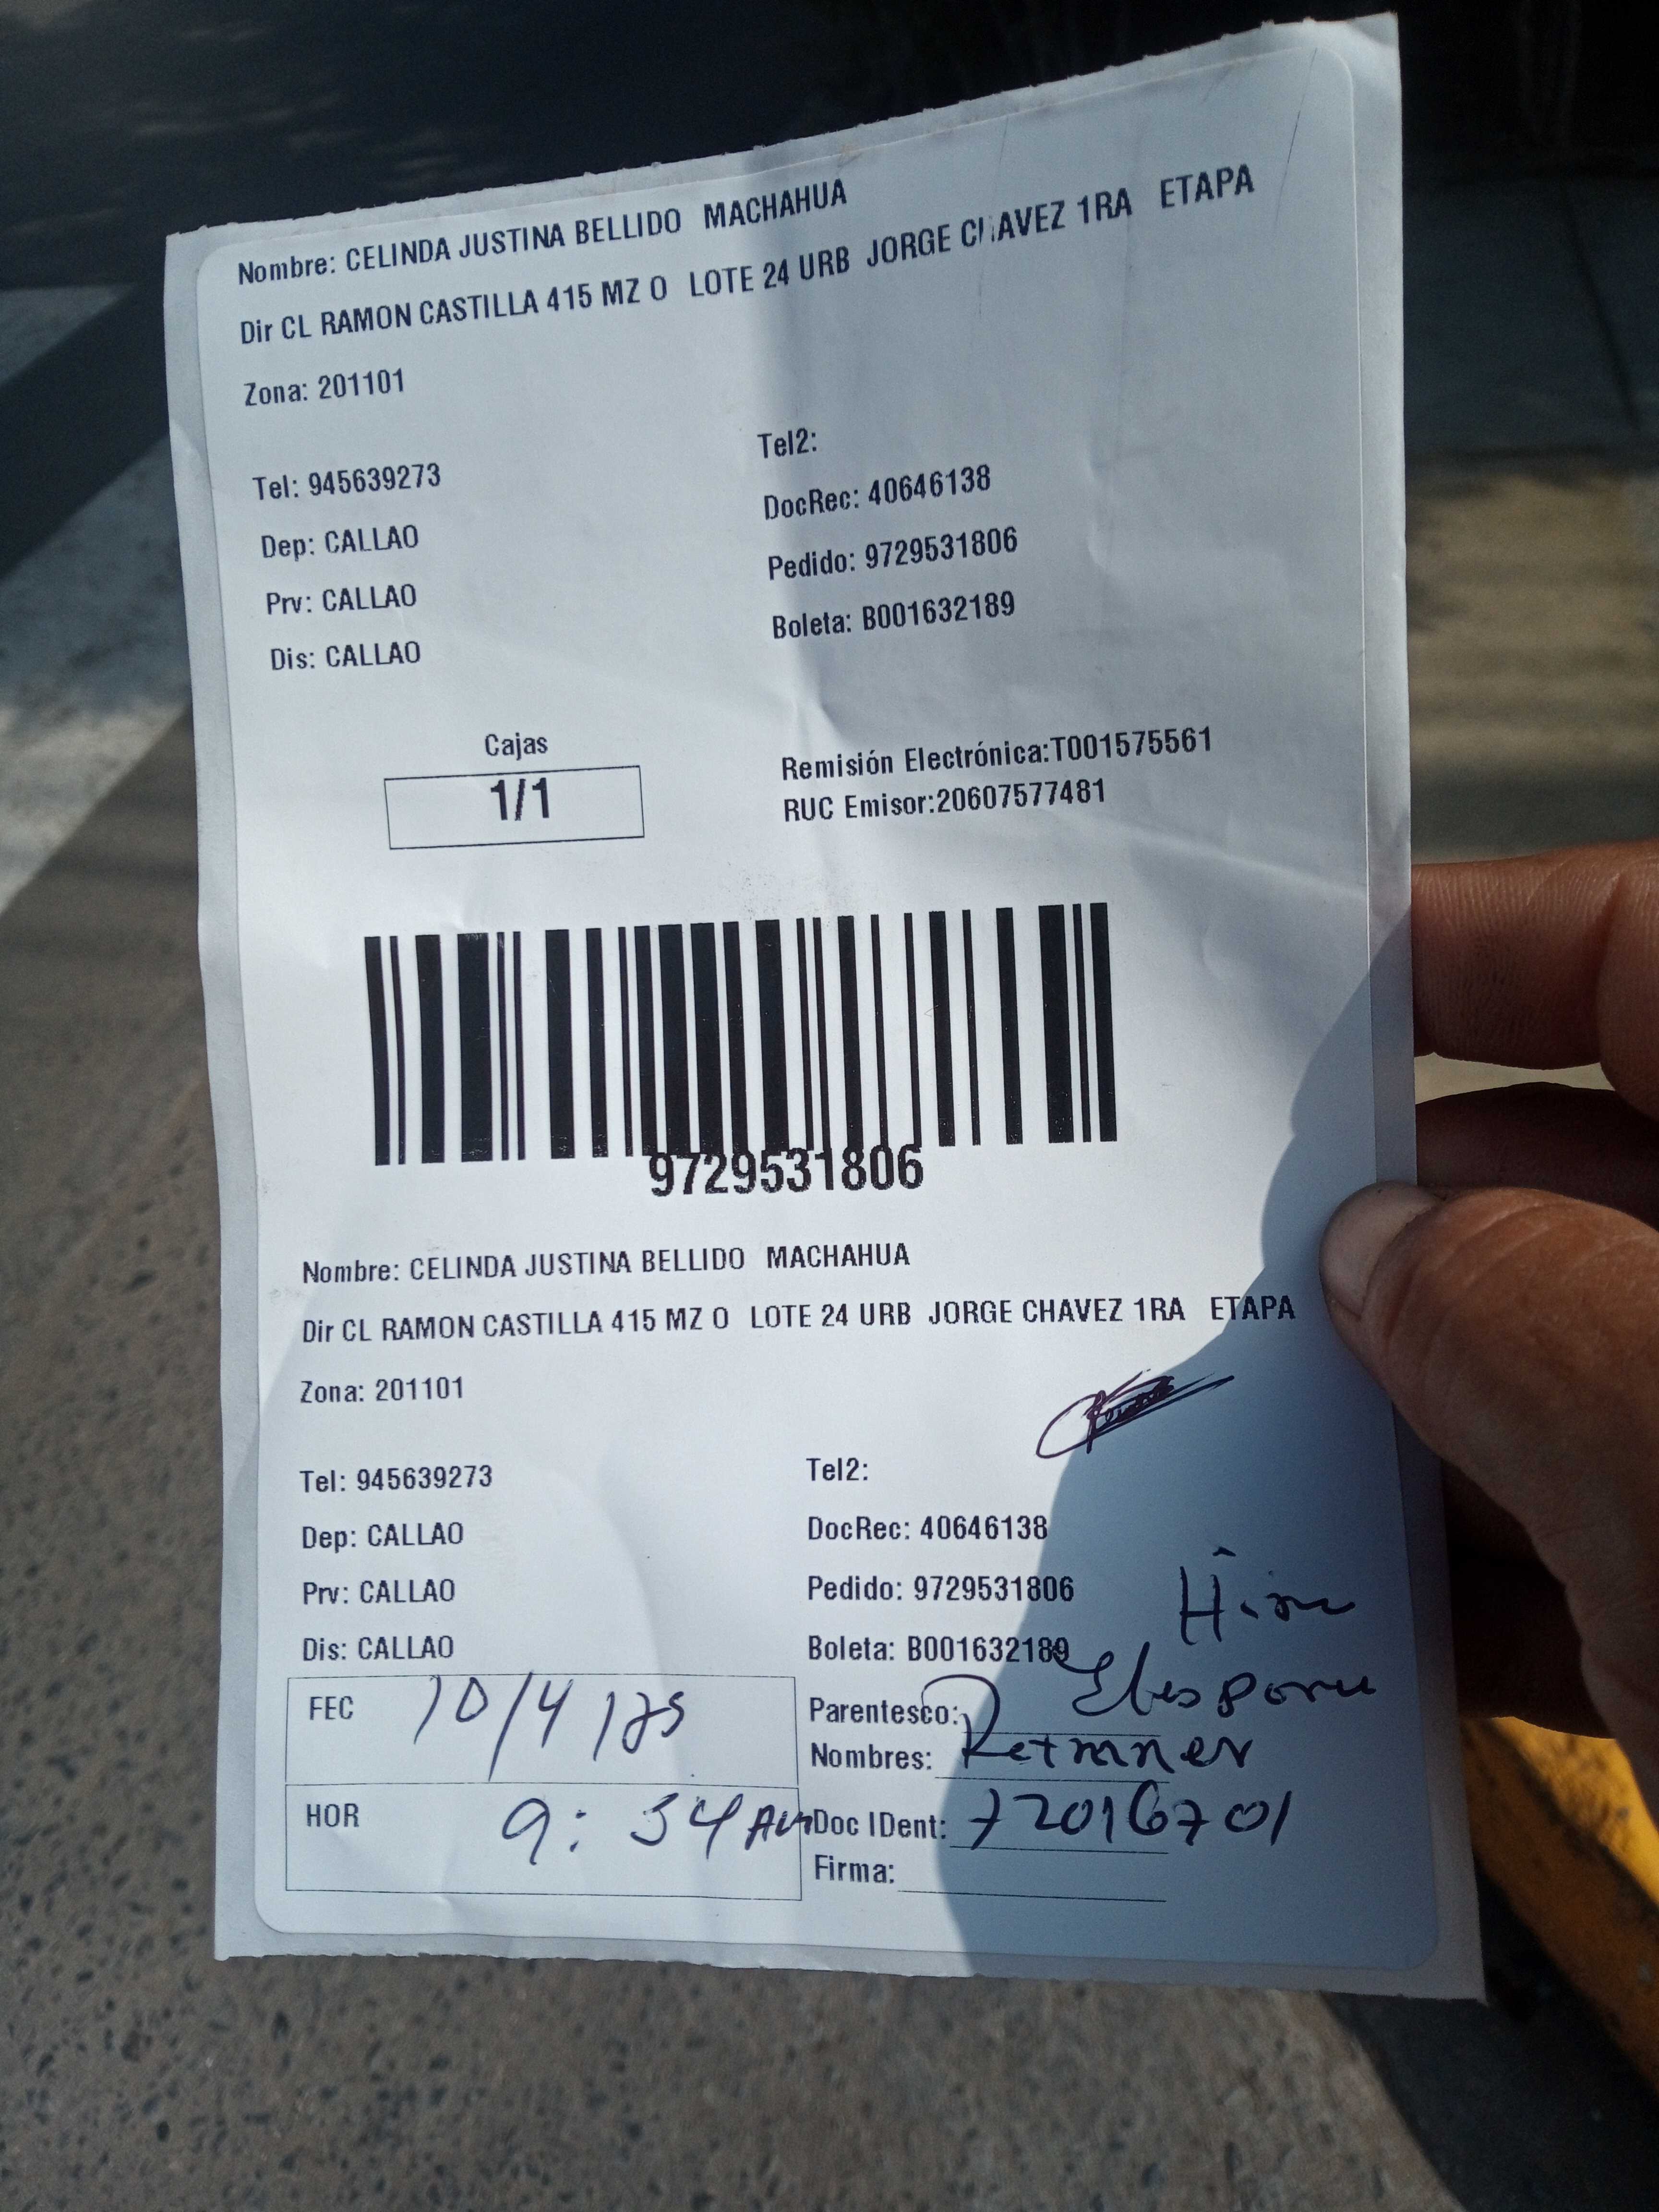 Nombre: CELINDA JUSTINA BELLIDO MACHAHUA
Dir CL RAMON CASTILLA 415 MZ O LOTE 24 URB JORGE CHAVEZ 1RA ETAPA
Zona: 201101
Tel: 945639273
Tel2:
Dep: CALLAO
DocRec: 40646138
Prv: CALLAO
Pedido: 9729531806
Dis: CALLAO
Boleta: B001632189
Cajas
1/1
Remisión Electrónica:T001575561
RUC Emisor:20607577481
9729531806
Nombre: CELINDA JUSTINA BELLIDO MACHAHUA
Dir CL RAMON CASTILLA 415 MZ O LOTE 24 URB JORGE CHAVEZ 1RA ETAPA
Zona: 201101
Tel: 945639273
Tel2:
Dep: CALLAO
DocRec: 40646138
Prv: CALLAO
Pedido: 9729531806
Dis: CALLAO
Boleta: B001632189
FEC 10/4/25
Parentesco:
Nombres:
HOR 9:34 AM
Doc IDent: 72016701
Firma: